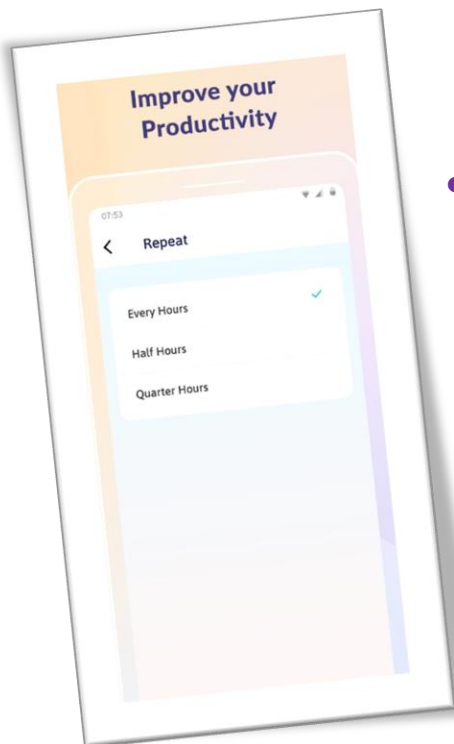 Improve your
Productivity
07:53
Repeat
Every Hours
Half Hours
Quarter Hours